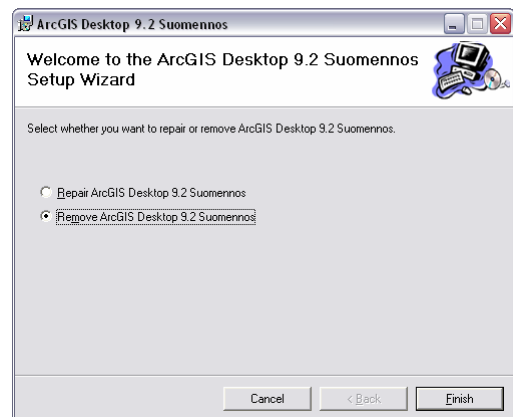 ArcGIS Desktop 9.2 Suomennos
Welcome to the ArcGIS Desktop 9.2 Suomennos
Setup Wizard
Select whether you want to repair or remove ArcGIS Desktop 9.2 Suomennos.
Repair ArcGIS Desktop 9.2 Suomennos
Remove ArcGIS Desktop 9.2 Suomennos
Cancel
< Back
Finish